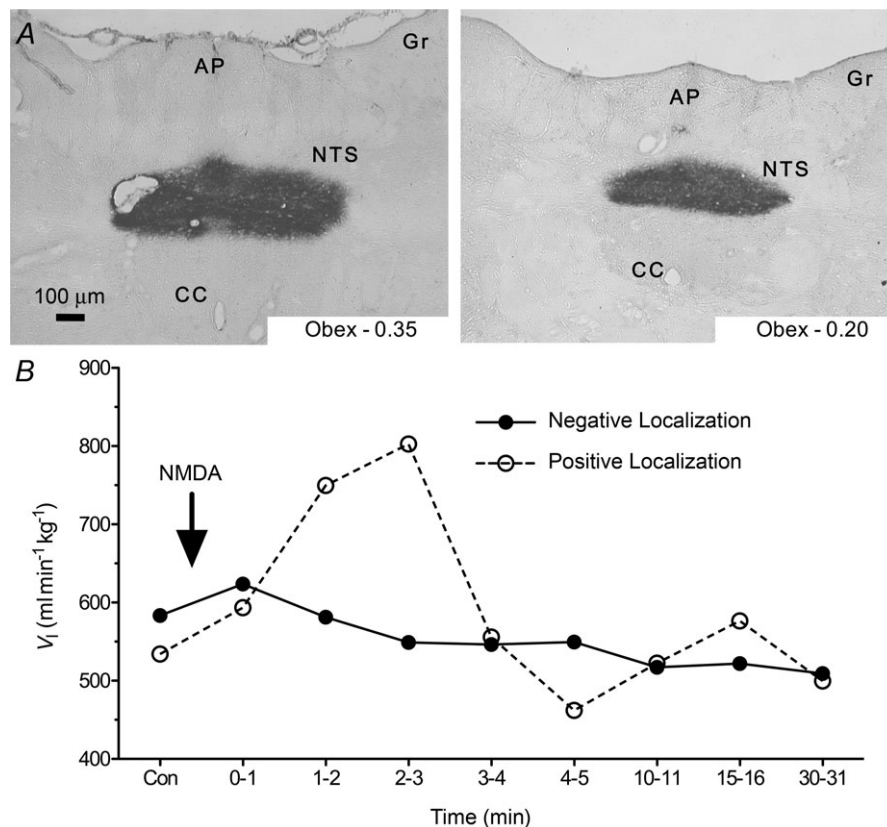 A
AP
Gr
NTS
CC
100 μm
Obex - 0.35
AP
Gr
NTS
CC
Obex - 0.20
B
900
800
700
600
500
400
V_I (ml min⁻¹ kg⁻¹)
NMDA
Negative Localization
Positive Localization
Con 0-1 1-2 2-3 3-4 4-5 10-11 15-16 30-31
Time (min)